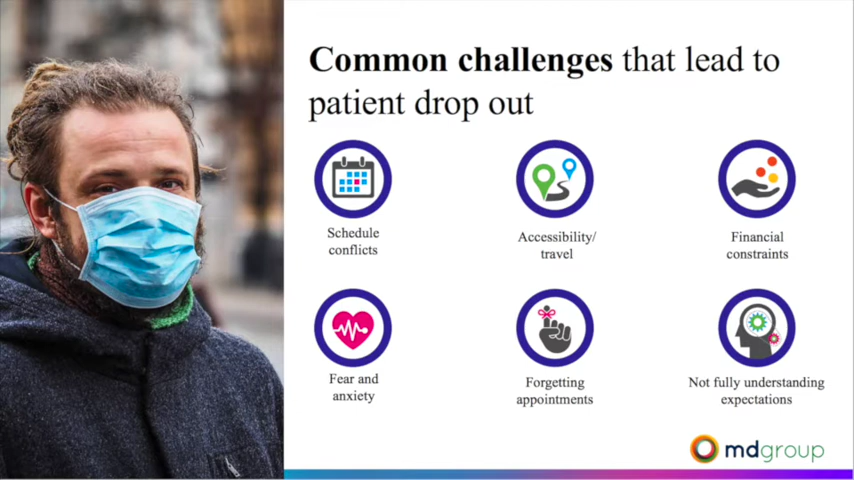 Common challenges that lead to
patient drop out
Schedule
conflicts
Accessibility/
travel
Financial
constraints
Fear and
anxiety
Forgetting
appointments
Not fully understanding
expectations
mdgroup